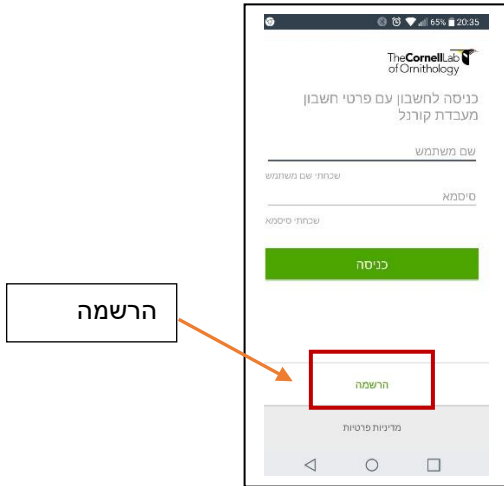 65% 20:35
TheCornellLab
of Ornithology
כניסה לחשבון עם פרטי חשבון
מעבדת קורנל
שם משתמש
שכחתי שם משתמש
סיסמא
שכחתי סיסמא
כניסה
הרשמה
הרשמה
מדיניות פרטיות